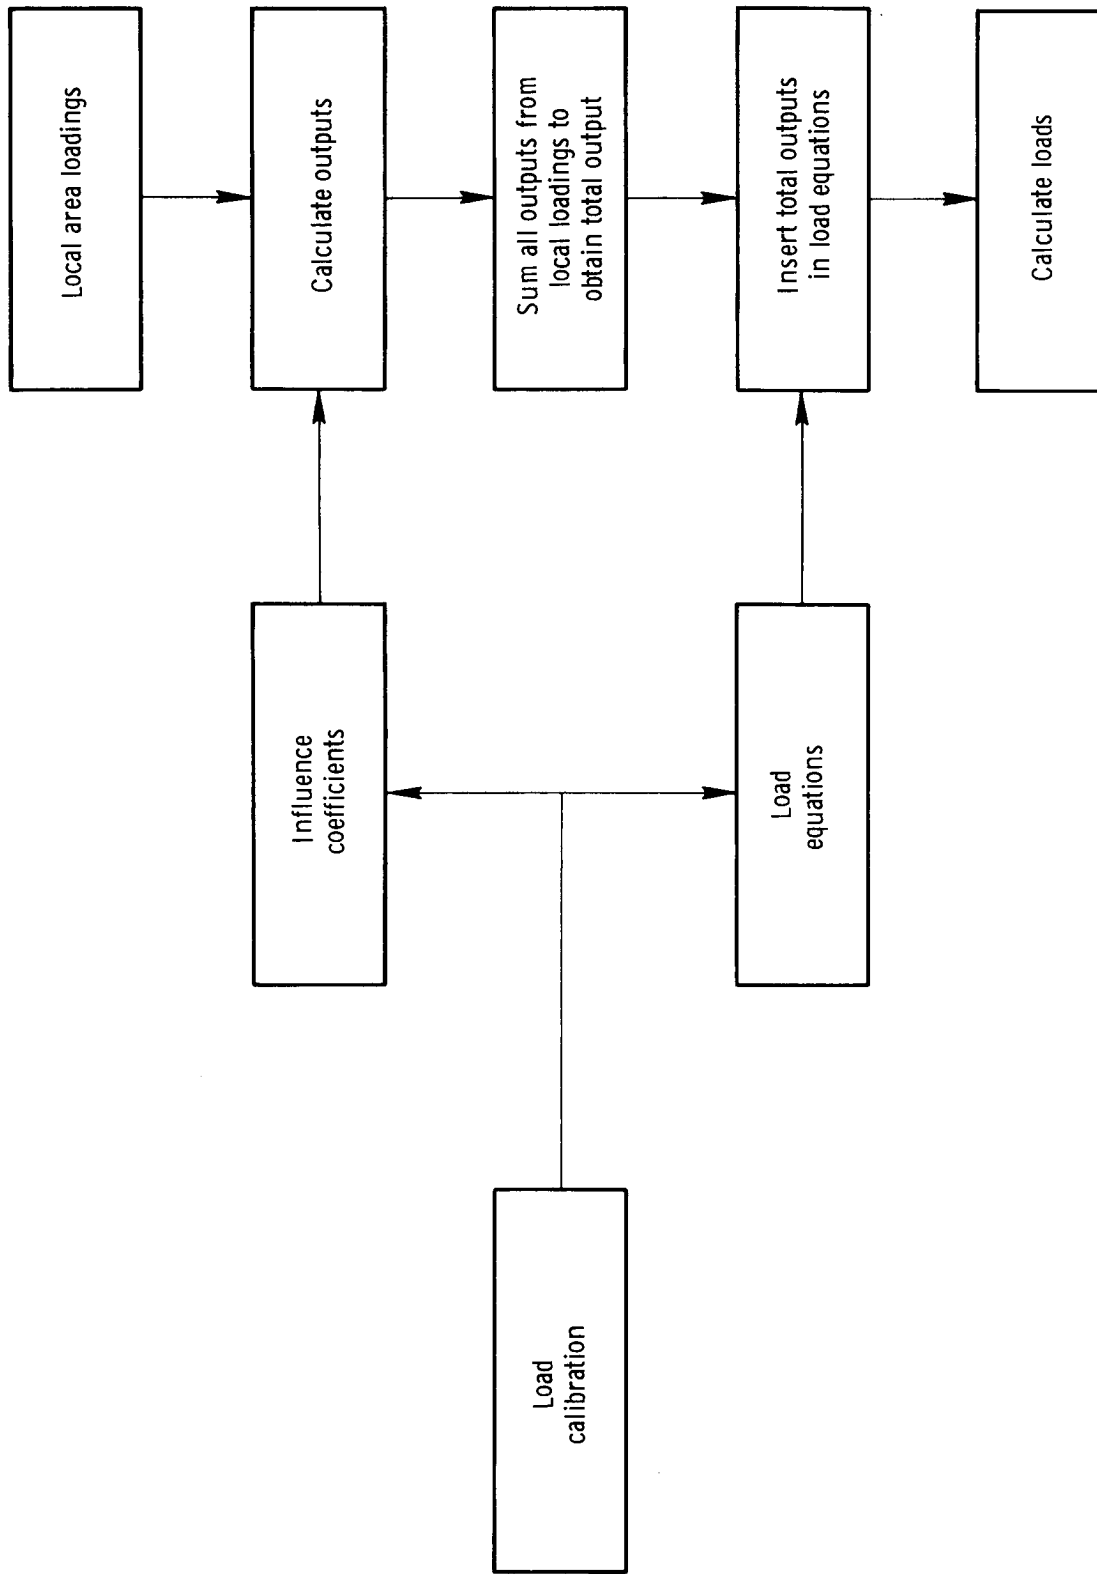 Local area loadings
Calculate outputs
Sum all outputs from
local loadings to
obtain total output
Insert total outputs
in load equations
Calculate loads
Influence
coefficients
Load
equations
Load
calibration